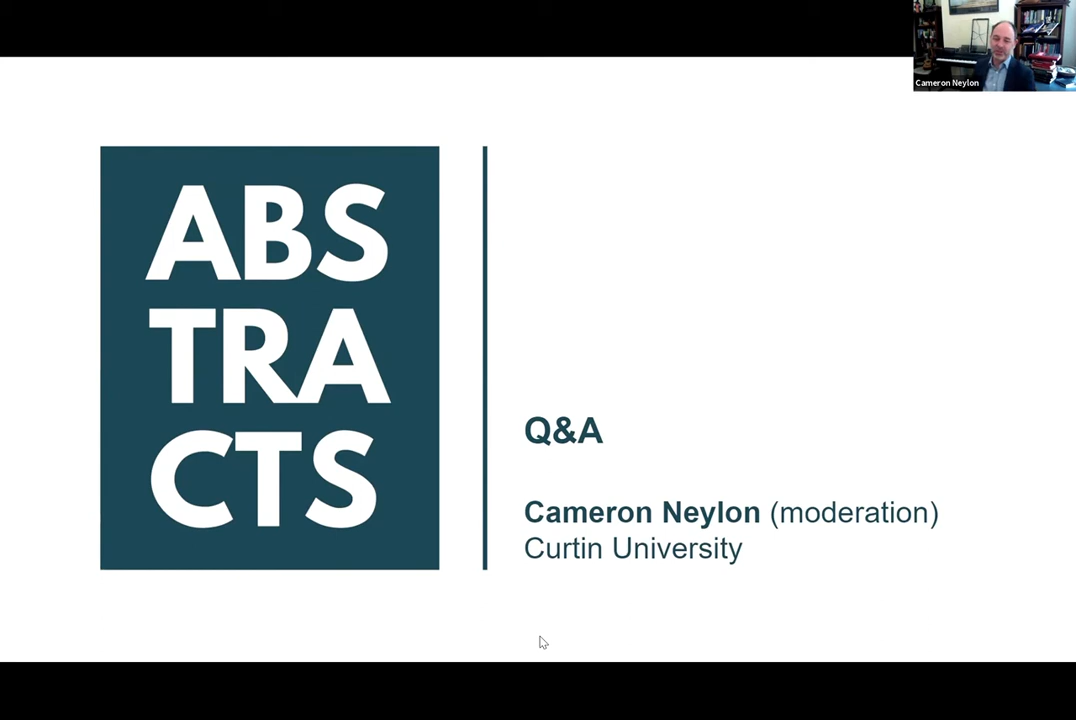 Cameron Neylon
ABS
TRA
CTS
Q&A
Cameron Neylon (moderation)
Curtin University